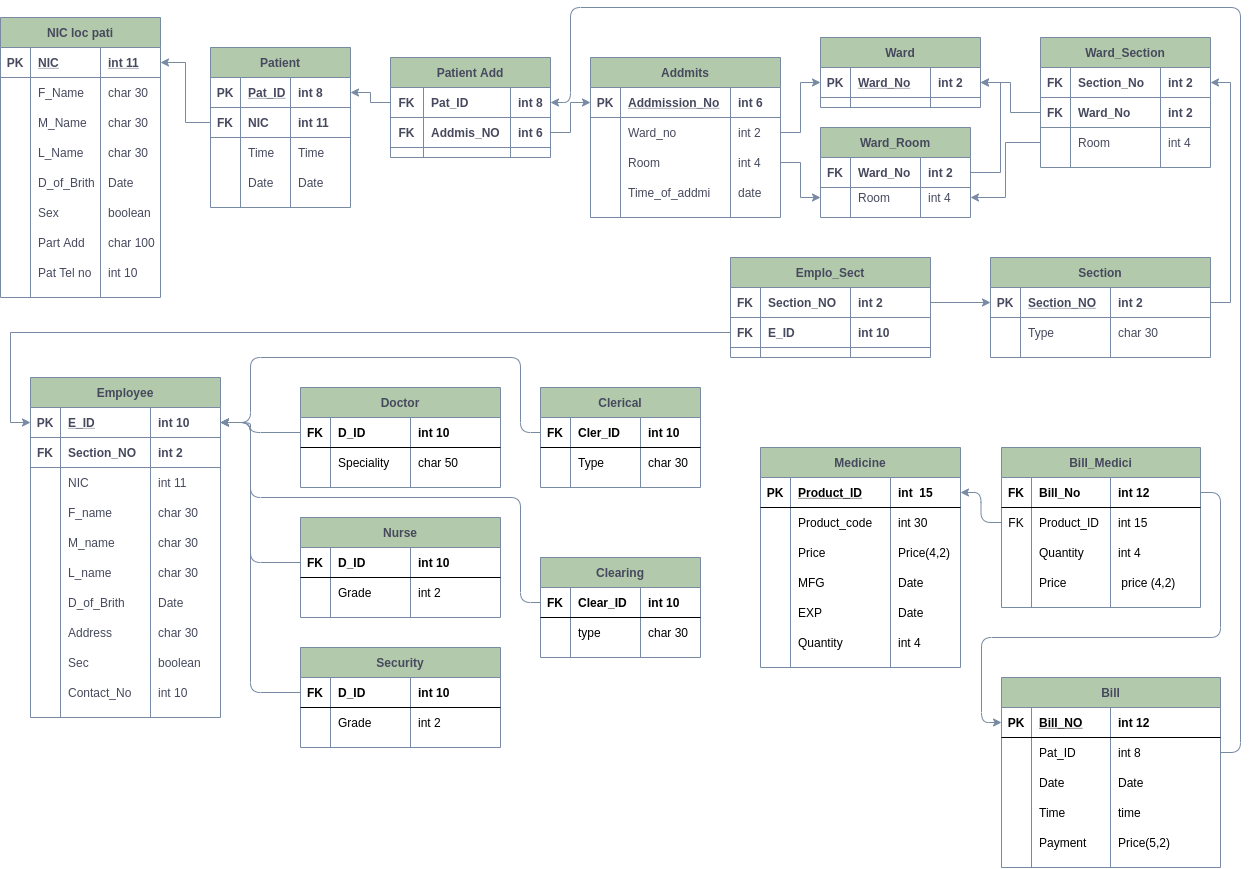 NIC loc pati
PK NIC int 11
F_Name char 30
M_Name char 30
L_Name char 30
D_of_Brith Date
Sex boolean
Part Add char 100
Pat Tel no int 10
Patient
PK Pat_ID int 8
FK NIC int 11
Time Time
Date Date
Patient Add
FK Pat_ID int 8
FK Addmis_NO int 6
Addmits
PK Addmission_No int 6
Ward_no int 2
Room int 4
Time_of_addmi date
Ward
PK Ward_No int 2
Ward_Room
FK Ward_No int 2
Room int 4
Ward_Section
FK Section_No int 2
FK Ward_No int 2
Room int 4
Emplo_Sect
FK Section_NO int 2
FK E_ID int 10
Section
PK Section_NO int 2
Type char 30
Employee
PK E_ID int 10
FK Section_NO int 2
NIC int 11
F_name char 30
M_name char 30
L_name char 30
D_of_Brith Date
Address char 30
Sec boolean
Contact_No int 10
Doctor
FK D_ID int 10
Speciality char 50
Clerical
FK Cler_ID int 10
Type char 30
Nurse
FK D_ID int 10
Grade int 2
Clearing
FK Clear_ID int 10
type char 30
Security
FK D_ID int 10
Grade int 2
Medicine
PK Product_ID int 15
Product_code int 30
Price Price(4,2)
MFG Date
EXP Date
Quantity int 4
Bill_Medici
FK Bill_No int 12
FK Product_ID int 15
Quantity int 4
Price price (4,2)
Bill
PK Bill_NO int 12
Pat_ID int 8
Date Date
Time time
Payment Price(5,2)